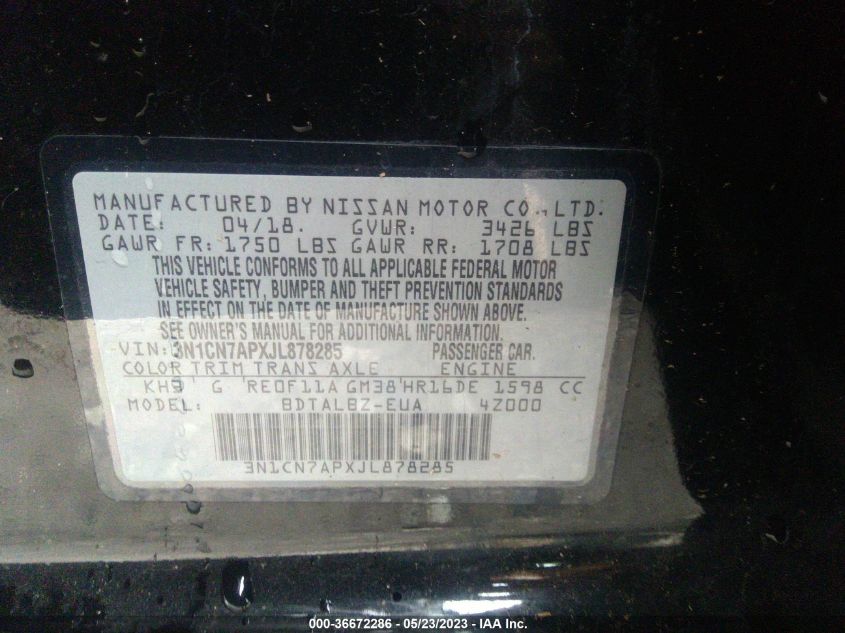 MANUFACTURED BY NISSAN MOTOR CO., LTD.
DATE: 04/18. GVWR: 3426 LBS
GAWR FR: 1750 LBS GAWR RR: 1708 LBS
THIS VEHICLE CONFORMS TO ALL APPLICABLE FEDERAL MOTOR
VEHICLE SAFETY, BUMPER AND THEFT PREVENTION STANDARDS
IN EFFECT ON THE DATE OF MANUFACTURE SHOWN ABOVE.
SEE OWNER'S MANUAL FOR ADDITIONAL INFORMATION.
VIN: 3N1CN7APXJL878285 PASSENGER CAR.
COLOR TRIM TRANS AXLE ENGINE
KH3 G RE0F11A GM38 HR16DE 1598 CC
MODEL: BDTALBZ-EUA 4Z000
3N1CN7APXJL878285
000-36672286 - 05/23/2023 - IAA Inc.